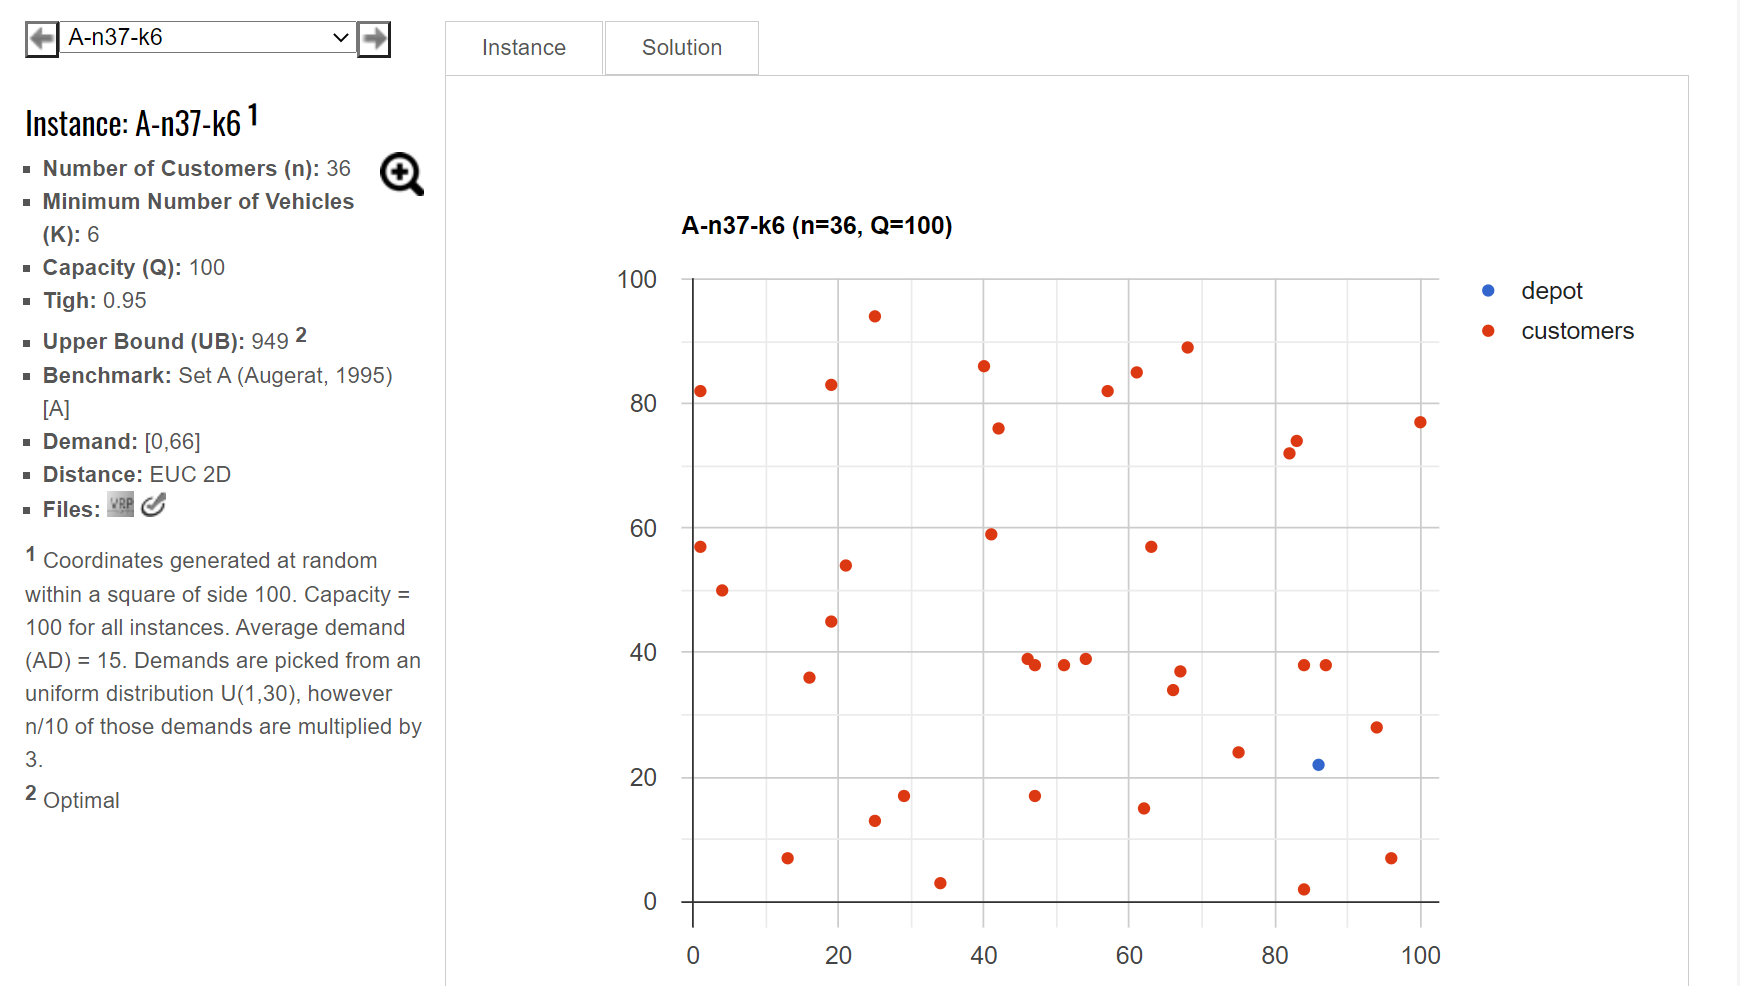 A-n37-k6
Instance
Solution
Instance: A-n37-k6 1
Number of Customers (n): 36
Minimum Number of Vehicles
(K): 6
Capacity (Q): 100
Tigh: 0.95
Upper Bound (UB): 949 2
Benchmark: Set A (Augerat, 1995)
[A]
Demand: [0,66]
Distance: EUC 2D
Files: VRP
1 Coordinates generated at random
within a square of side 100. Capacity =
100 for all instances. Average demand
(AD) = 15. Demands are picked from an
uniform distribution U(1,30), however
n/10 of those demands are multiplied by
3.
2 Optimal
A-n37-k6 (n=36, Q=100)
100
80
60
40
20
0
0 20 40 60 80 100
depot
customers